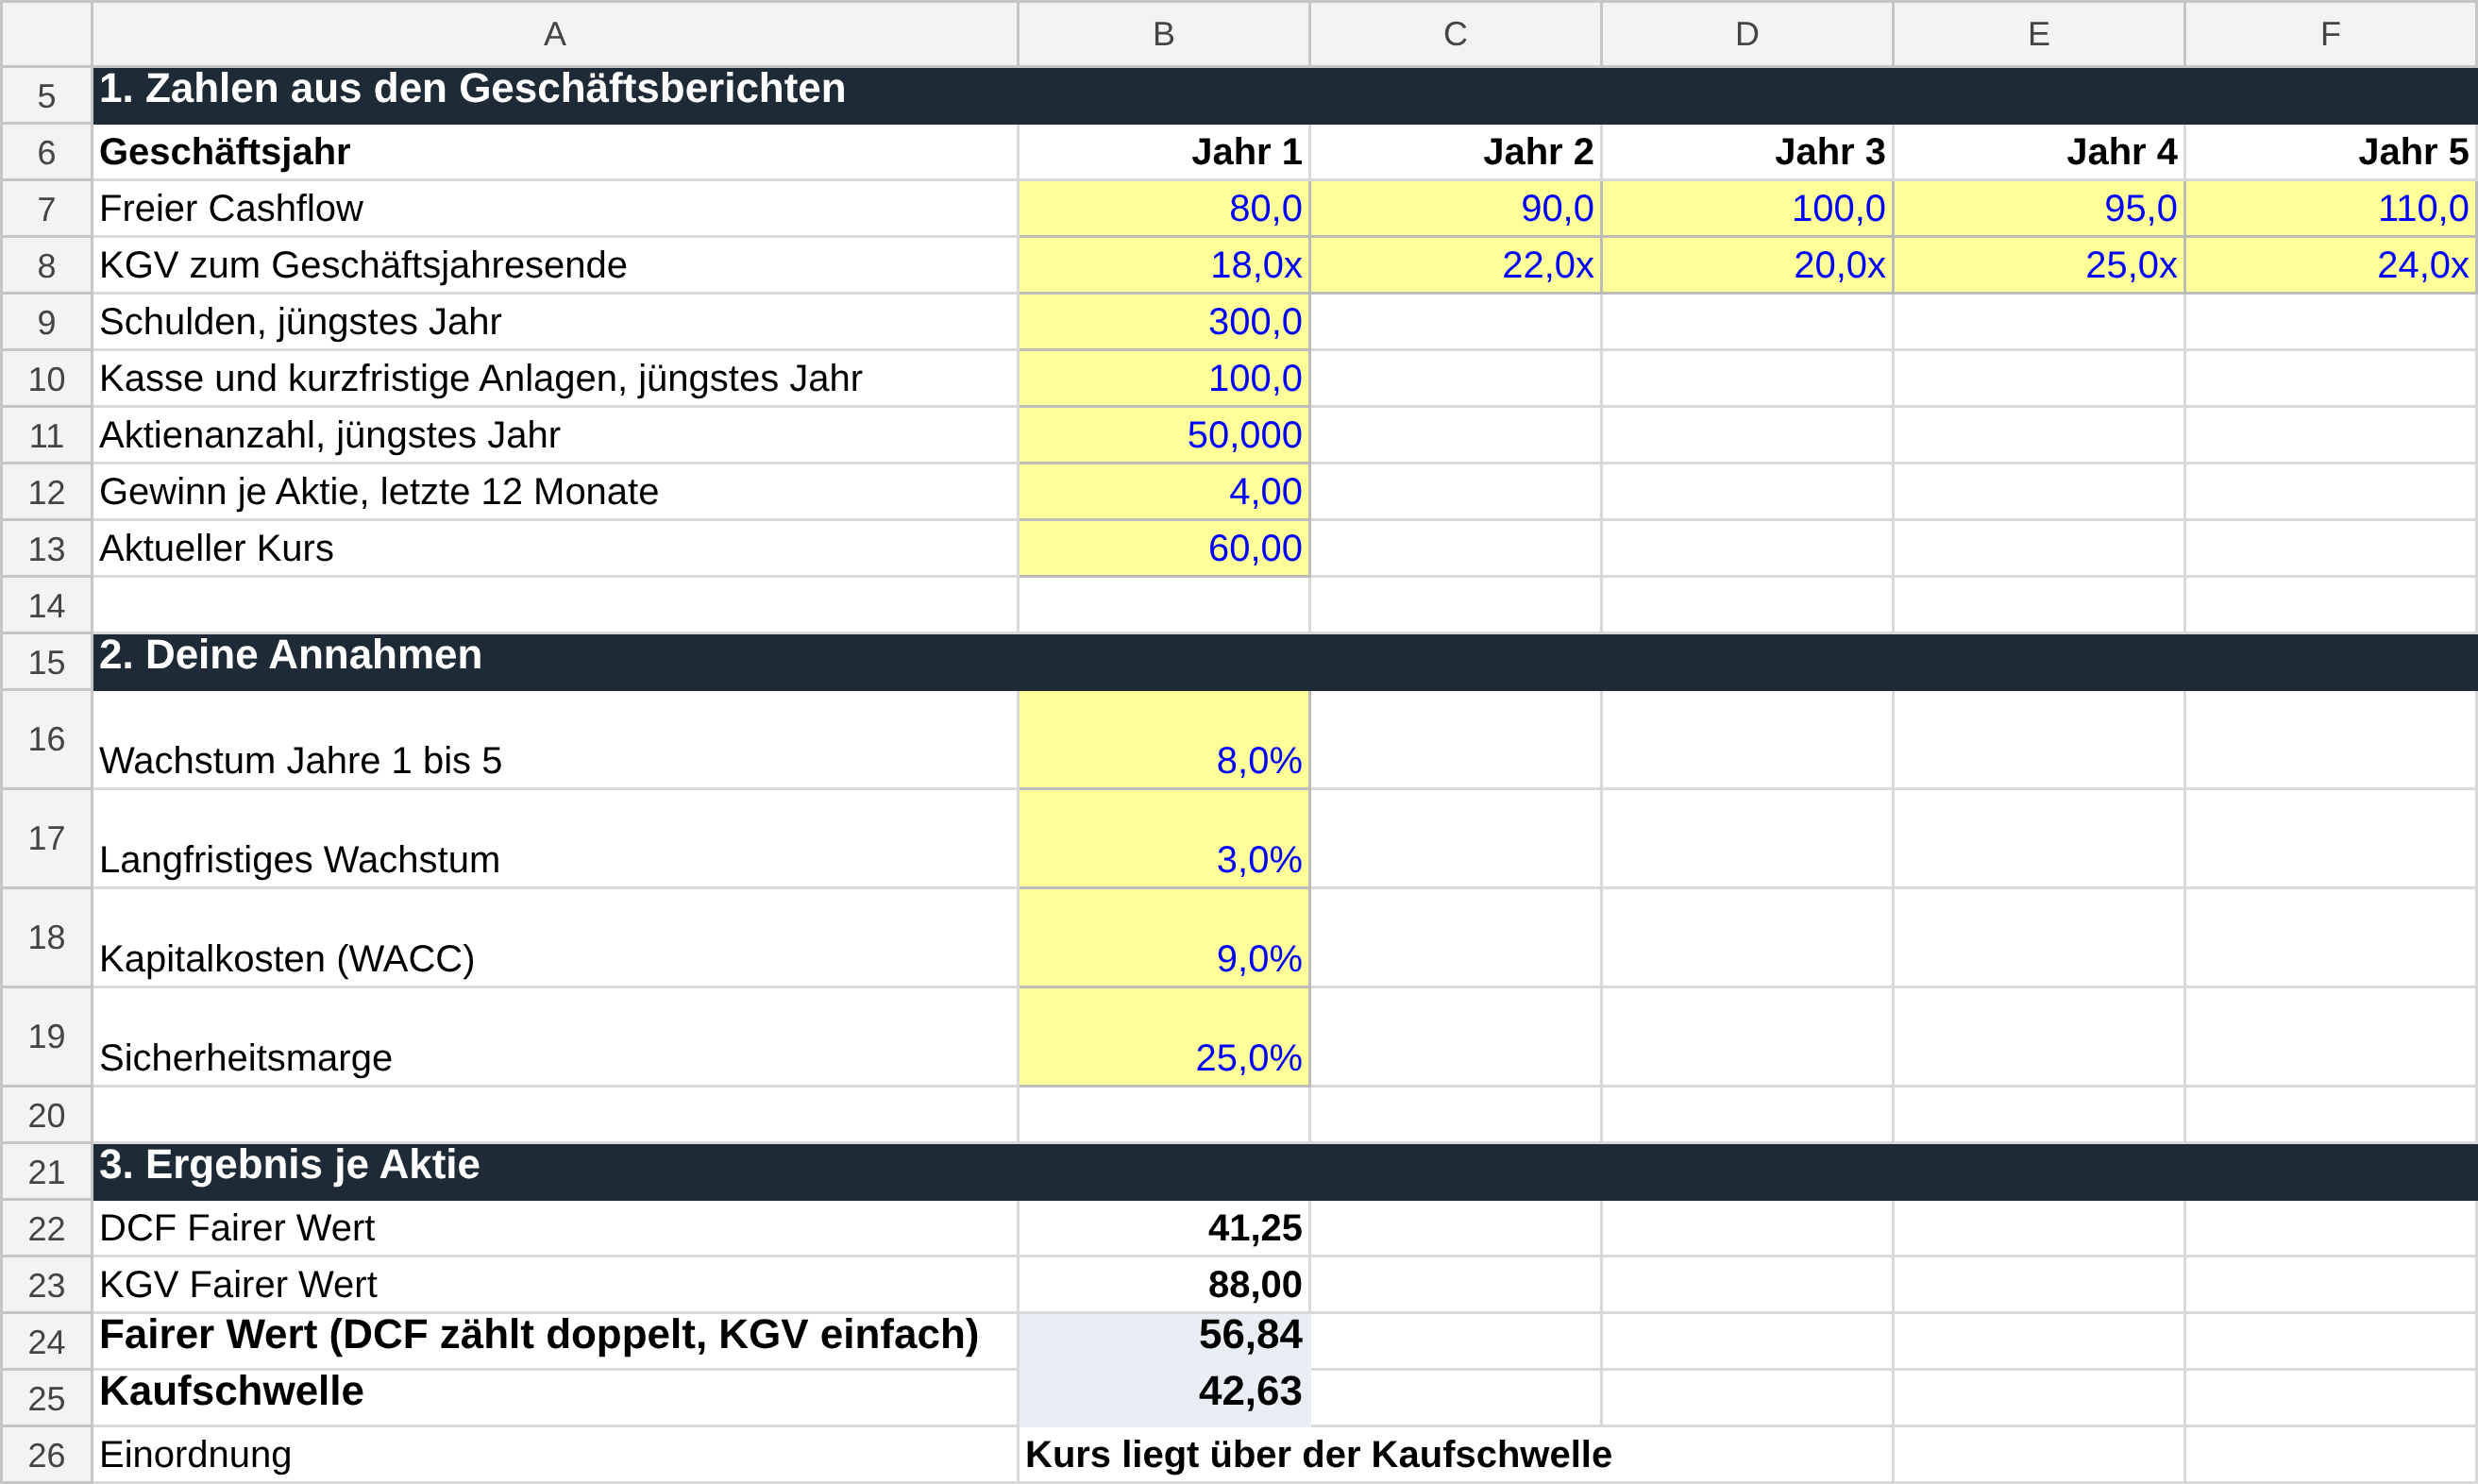 A B C D E F
5 1. Zahlen aus den Geschäftsberichten
6 Geschäftsjahr Jahr 1 Jahr 2 Jahr 3 Jahr 4 Jahr 5
7 Freier Cashflow 80,0 90,0 100,0 95,0 110,0
8 KGV zum Geschäftsjahresende 18,0x 22,0x 20,0x 25,0x 24,0x
9 Schulden, jüngstes Jahr 300,0
10 Kasse und kurzfristige Anlagen, jüngstes Jahr 100,0
11 Aktienanzahl, jüngstes Jahr 50,000
12 Gewinn je Aktie, letzte 12 Monate 4,00
13 Aktueller Kurs 60,00
14
15 2. Deine Annahmen
16 Wachstum Jahre 1 bis 5 8,0%
17 Langfristiges Wachstum 3,0%
18 Kapitalkosten (WACC) 9,0%
19 Sicherheitsmarge 25,0%
20
21 3. Ergebnis je Aktie
22 DCF Fairer Wert 41,25
23 KGV Fairer Wert 88,00
24 Fairer Wert (DCF zählt doppelt, KGV einfach) 56,84
25 Kaufschwelle 42,63
26 Einordnung Kurs liegt über der Kaufschwelle